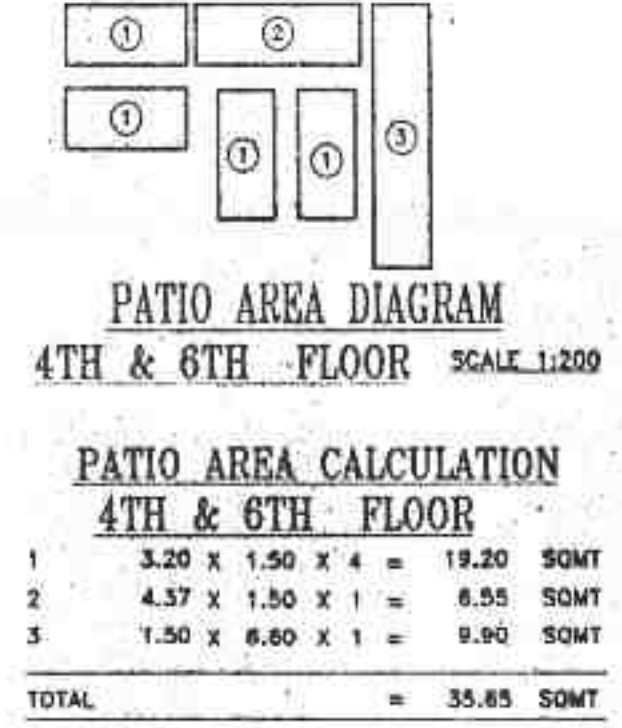 1 2
1 1 1 3
PATIO AREA DIAGRAM
4TH & 6TH FLOOR SCALE 1:200
PATIO AREA CALCULATION
4TH & 6TH FLOOR
1 3.20 X 1.50 X 4 = 19.20 SQMT
2 4.37 X 1.50 X 1 = 6.55 SQMT
3 1.50 X 6.60 X 1 = 9.90 SQMT
TOTAL = 35.65 SQMT